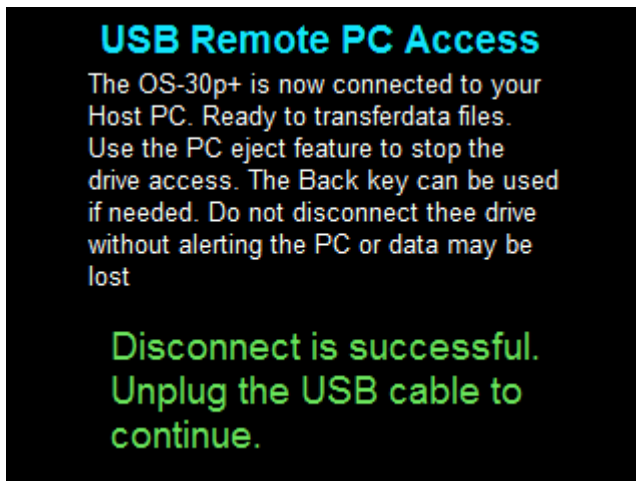 USB Remote PC Access
The OS-30p+ is now connected to your
Host PC. Ready to transferdata files.
Use the PC eject feature to stop the
drive access. The Back key can be used
if needed. Do not disconnect thee drive
without alerting the PC or data may be
lost
Disconnect is successful.
Unplug the USB cable to
continue.